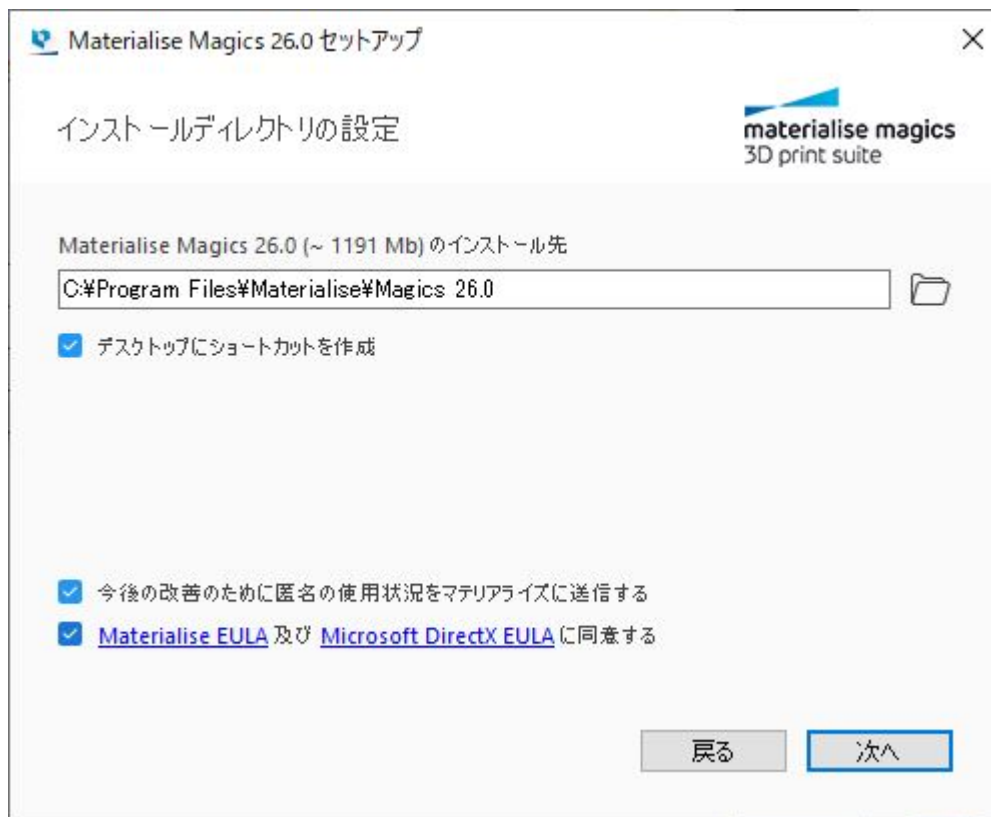 Materialise Magics 26.0 セットアップ
インストールディレクトリの設定
materialise magics
3D print suite
Materialise Magics 26.0 (~ 1191 Mb) のインストール先
C:¥Program Files¥Materialise¥Magics 26.0
デスクトップにショートカットを作成
今後の改善のために匿名の使用状況をマテリアライズに送信する
Materialise EULA 及び Microsoft DirectX EULA に同意する
戻る 次へ